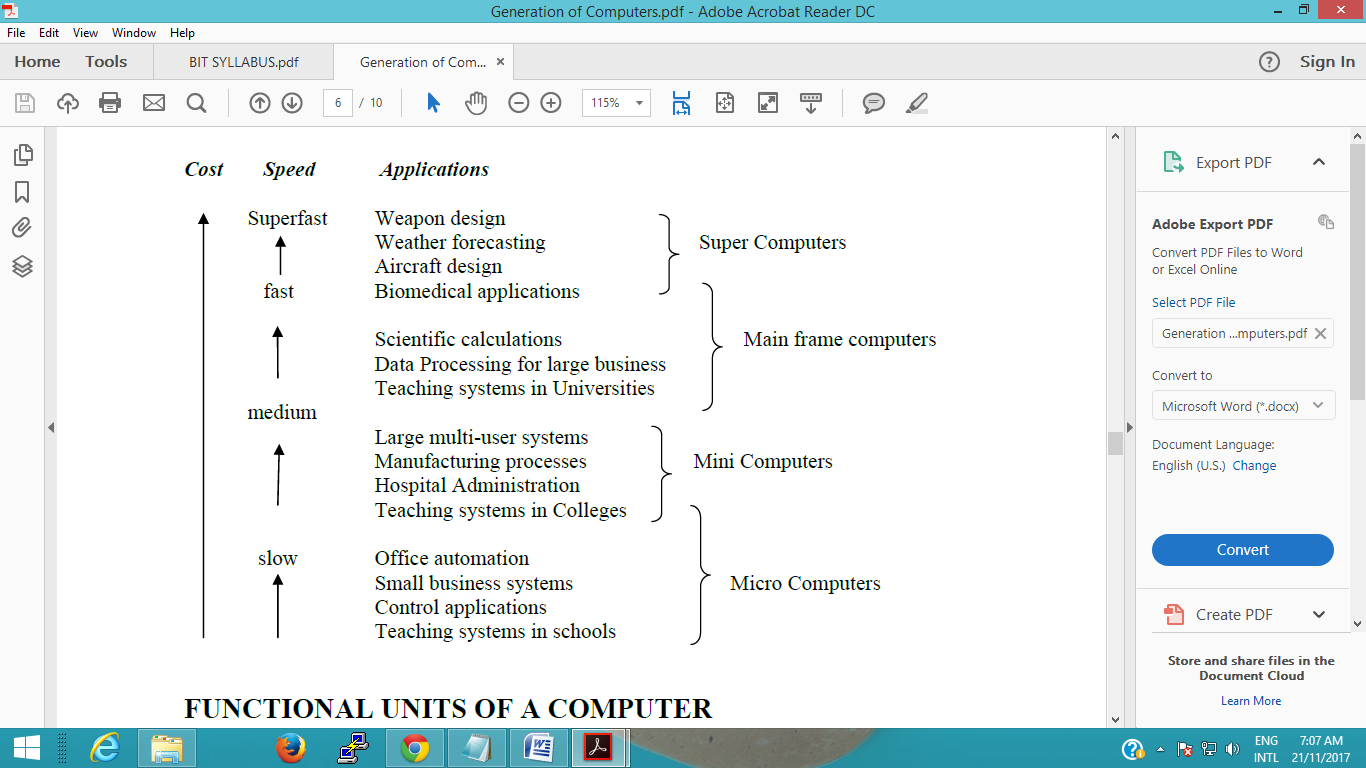 Generation of Computers.pdf - Adobe Acrobat Reader DC
File Edit View Window Help
Home Tools BIT SYLLABUS.pdf Generation of Com... Sign In
6 / 10 115%
Cost Speed Applications
Superfast Weapon design
Weather forecasting Super Computers
Aircraft design
fast Biomedical applications
Scientific calculations Main frame computers
Data Processing for large business
Teaching systems in Universities
medium
Large multi-user systems
Manufacturing processes Mini Computers
Hospital Administration
Teaching systems in Colleges
slow Office automation
Small business systems Micro Computers
Control applications
Teaching systems in schools
FUNCTIONAL UNITS OF A COMPUTER
Export PDF
Adobe Export PDF
Convert PDF Files to Word
or Excel Online
Select PDF File
Generation ...mputers.pdf
Convert to
Microsoft Word (*.docx)
Document Language:
English (U.S.) Change
Convert
Create PDF
Store and share files in the
Document Cloud
Learn More
ENG 7:07 AM
INTL 21/11/2017